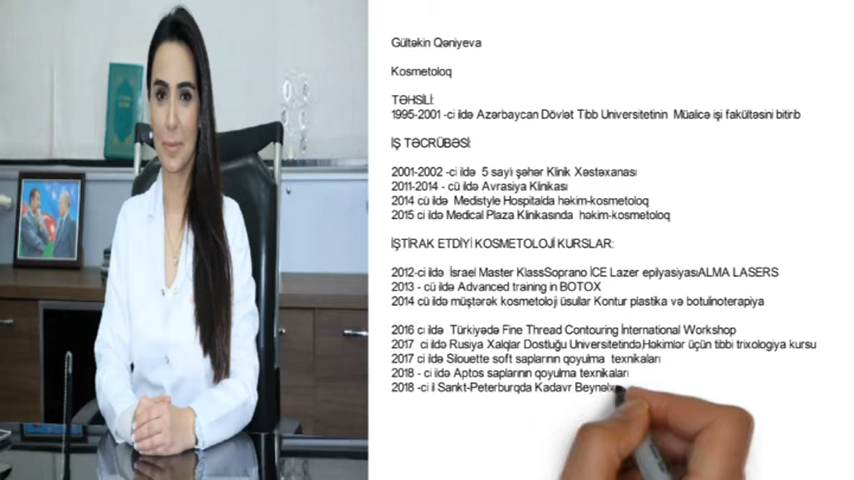 Gültəkin Qəniyeva
Kosmetoloq
TƏHSİLİ:
1995-2001 -ci ildə Azərbaycan Dövlət Tibb Universitetinin Müalicə işi fakültəsini bitirib
İŞ TƏCRÜBƏSİ:
2001-2002 -ci ildə 5 saylı şəhər Klinik Xəstəxanası
2011-2014 - cü ildə Avrasiya Klinikası
2014 cü ildə Medistyle Hospitalda həkim-kosmetoloq
2015 ci ildə Medical Plaza Klinikasında həkim-kosmetoloq
İŞTİRAK ETDİYİ KOSMETOLOJİ KURSLAR:
2012-ci ildə İsrael Master KlassSoprano İCE Lazer epilyasiyasıALMA LASERS
2013 - cü ildə Advanced training in BOTOX
2014 cü ildə müştərək kosmetoloji üsullar Kontur plastika və botulinoterapiya
2016 cı ildə Türkiyədə Fine Thread Contouring İnternational Workshop
2017 ci ildə Rusiya Xalqlar Dostluğu Universitetində,Həkimlər üçün tibbi trixologiya kursu
2017 ci ildə Silouette soft saplarının qoyulma texnikaları
2018 - ci ildə Aptos saplarının qoyulma texnikaları
2018 -ci il Sankt-Peterburqda Kadavr Beynəlx